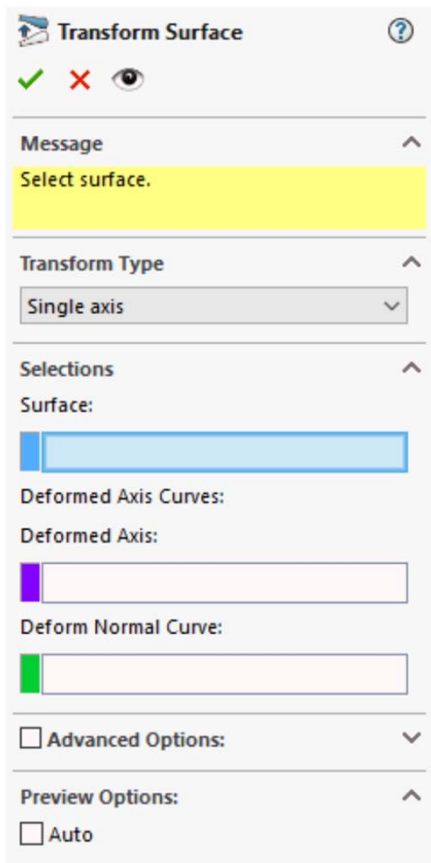 Transform Surface
Message
Select surface.
Transform Type
Single axis
Selections
Surface:
Deformed Axis Curves:
Deformed Axis:
Deform Normal Curve:
Advanced Options:
Preview Options:
Auto